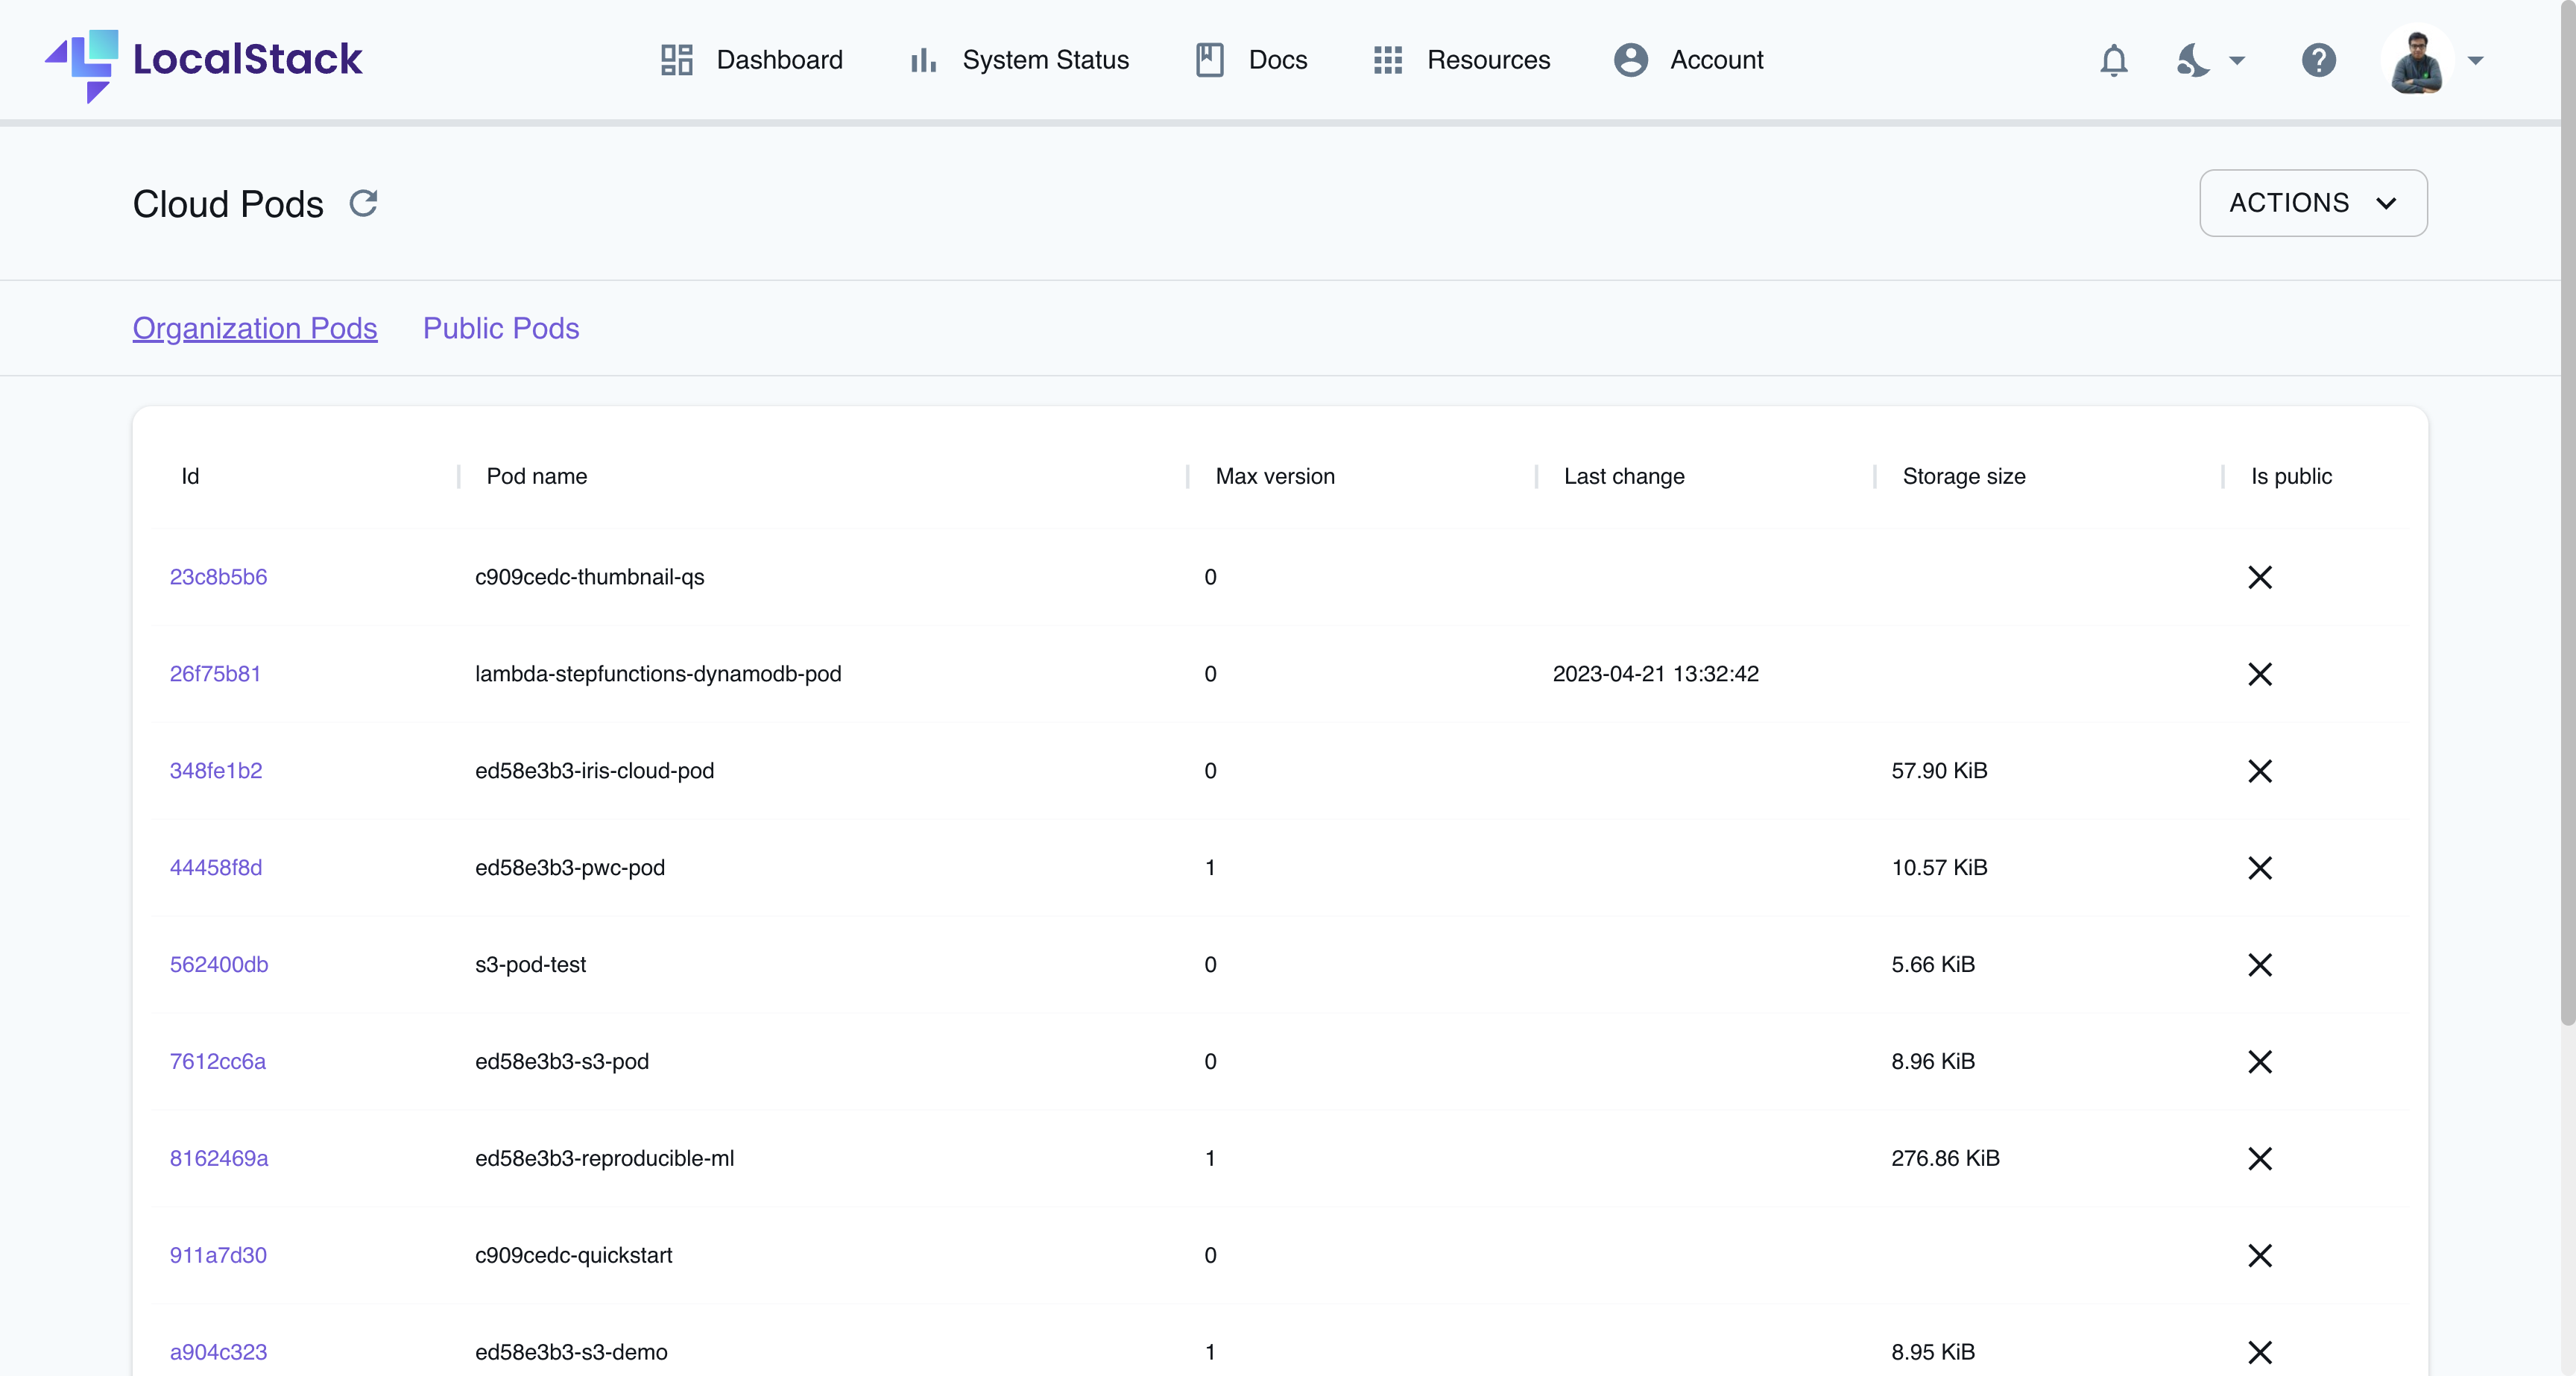 LocalStack Dashboard System Status Docs Resources Account
Cloud Pods ACTIONS
Organization Pods Public Pods
Id Pod name Max version Last change Storage size Is public
23c8b5b6 c909cedc-thumbnail-qs 0
26f75b81 lambda-stepfunctions-dynamodb-pod 0 2023-04-21 13:32:42
348fe1b2 ed58e3b3-iris-cloud-pod 0 57.90 KiB
44458f8d ed58e3b3-pwc-pod 1 10.57 KiB
562400db s3-pod-test 0 5.66 KiB
7612cc6a ed58e3b3-s3-pod 0 8.96 KiB
8162469a ed58e3b3-reproducible-ml 1 276.86 KiB
911a7d30 c909cedc-quickstart 0
a904c323 ed58e3b3-s3-demo 1 8.95 KiB